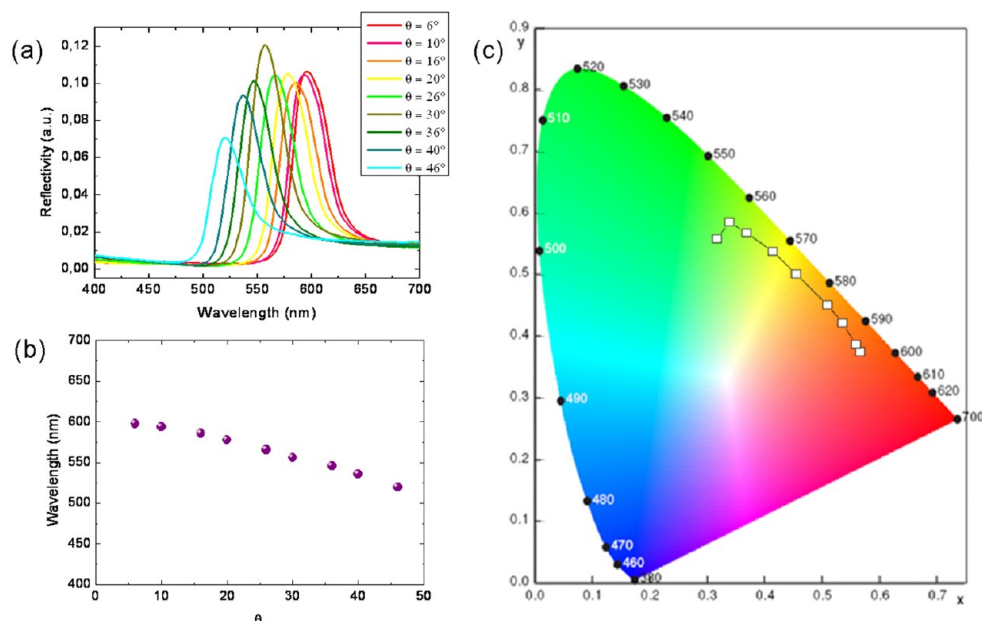 (a)
0,12
0,10
0,08
0,06
0,04
0,02
0,00
Reflectivity (a.u.)
400 450 500 550 600 650 700
Wavelength (nm)
θ = 6°
θ = 10°
θ = 16°
θ = 20°
θ = 26°
θ = 30°
θ = 36°
θ = 40°
θ = 46°
(b)
700
650
600
550
500
450
400
Wavelength (nm)
0 10 20 30 40 50
θ
(c)
0.9
y
0.8
0.7
0.6
0.5
0.4
0.3
0.2
0.1
0.0
0.0 0.1 0.2 0.3 0.4 0.5 0.6 0.7
x
520
530
510
540
550
560
570
500
580
590
600
610
620
490
700
480
470
460
380